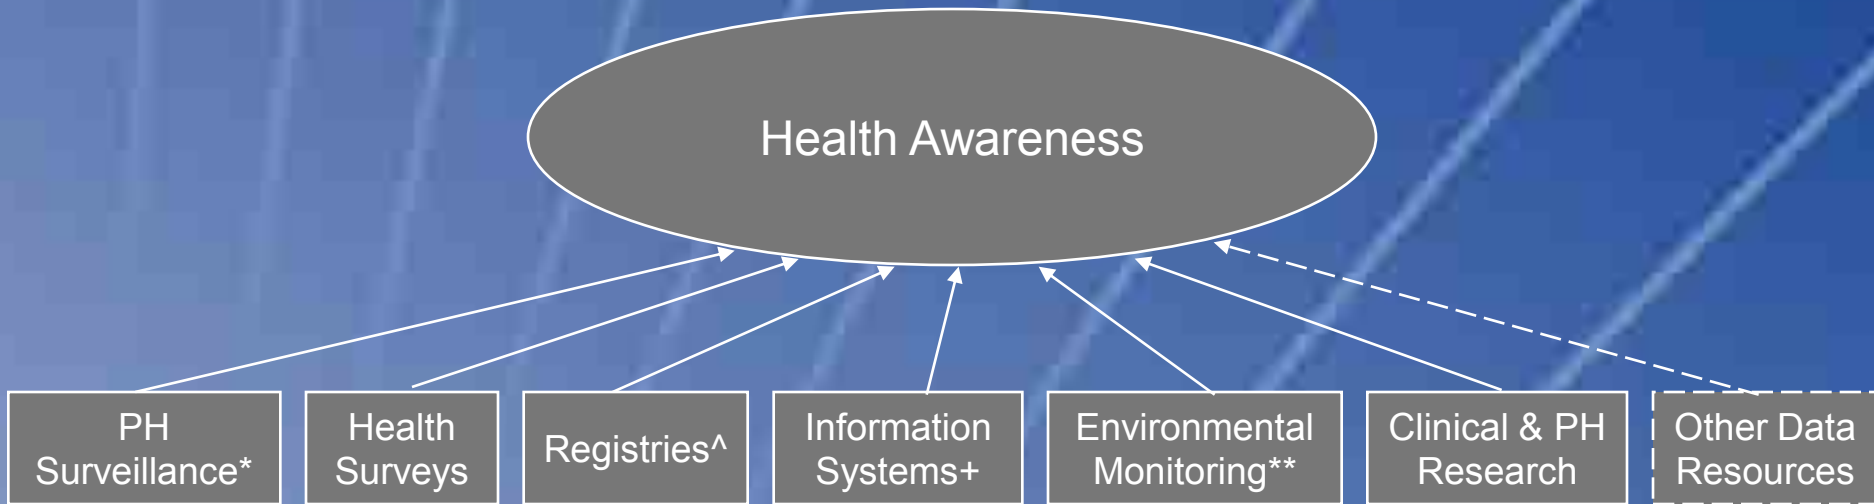 Health Awareness
PH
Surveillance*
Health
Surveys
Registries^
Information
Systems+
Environmental
Monitoring**
Clinical & PH
Research
Other Data
Resources